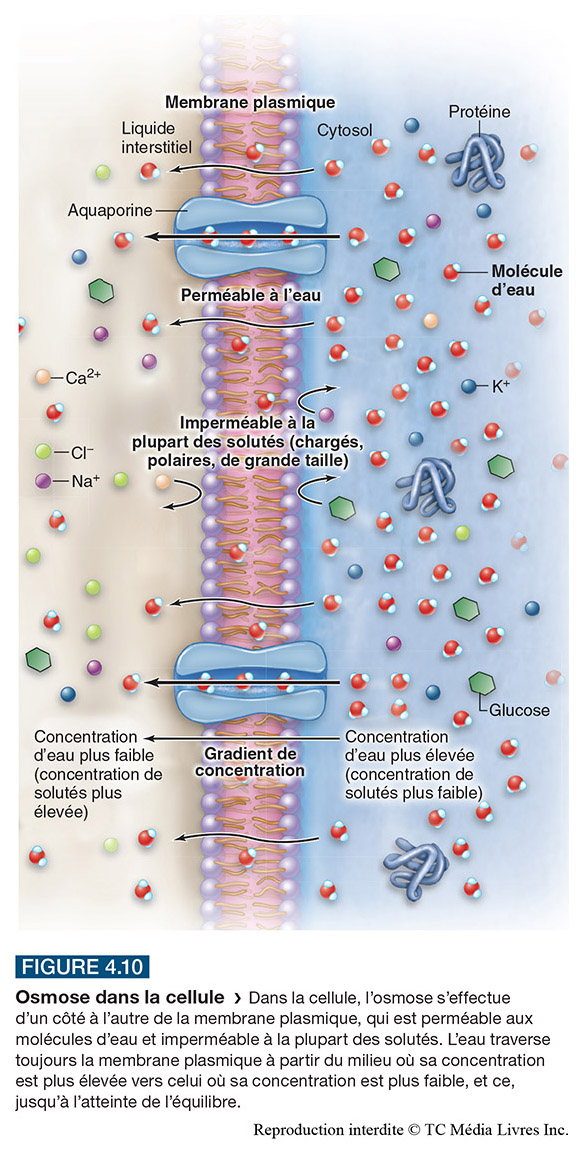 Membrane plasmique
Protéine
Liquide
interstitiel
Cytosol
Aquaporine
Molécule
d'eau
Perméable à l'eau
Ca²⁺
K⁺
Imperméable à la
plupart des solutés (chargés,
polaires, de grande taille)
Cl⁻
Na⁺
Glucose
Concentration
d'eau plus faible
(concentration de
solutés plus
élevée)
Gradient de
concentration
Concentration
d'eau plus élevée
(concentration de
solutés plus faible)
FIGURE 4.10
Osmose dans la cellule › Dans la cellule, l'osmose s'effectue
d'un côté à l'autre de la membrane plasmique, qui est perméable aux
molécules d'eau et imperméable à la plupart des solutés. L'eau traverse
toujours la membrane plasmique à partir du milieu où sa concentration
est plus élevée vers celui où sa concentration est plus faible, et ce,
jusqu'à l'atteinte de l'équilibre.
Reproduction interdite © TC Média Livres Inc.